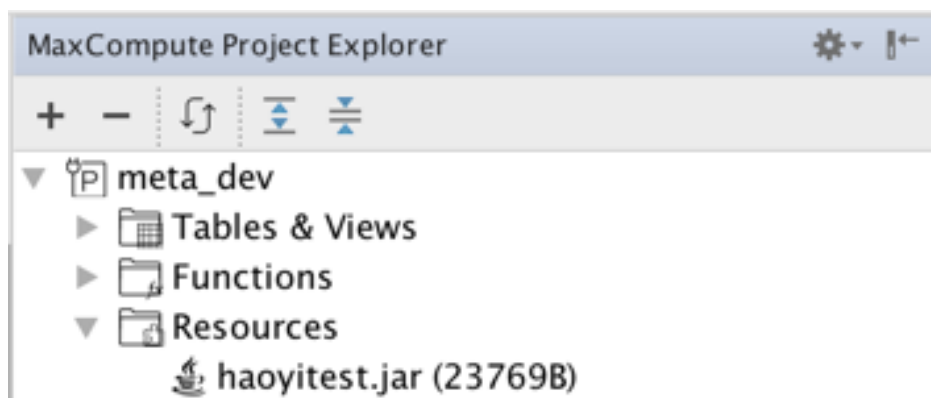 MaxCompute Project Explorer
meta_dev
Tables & Views
Functions
Resources
haoyitest.jar (23769B)